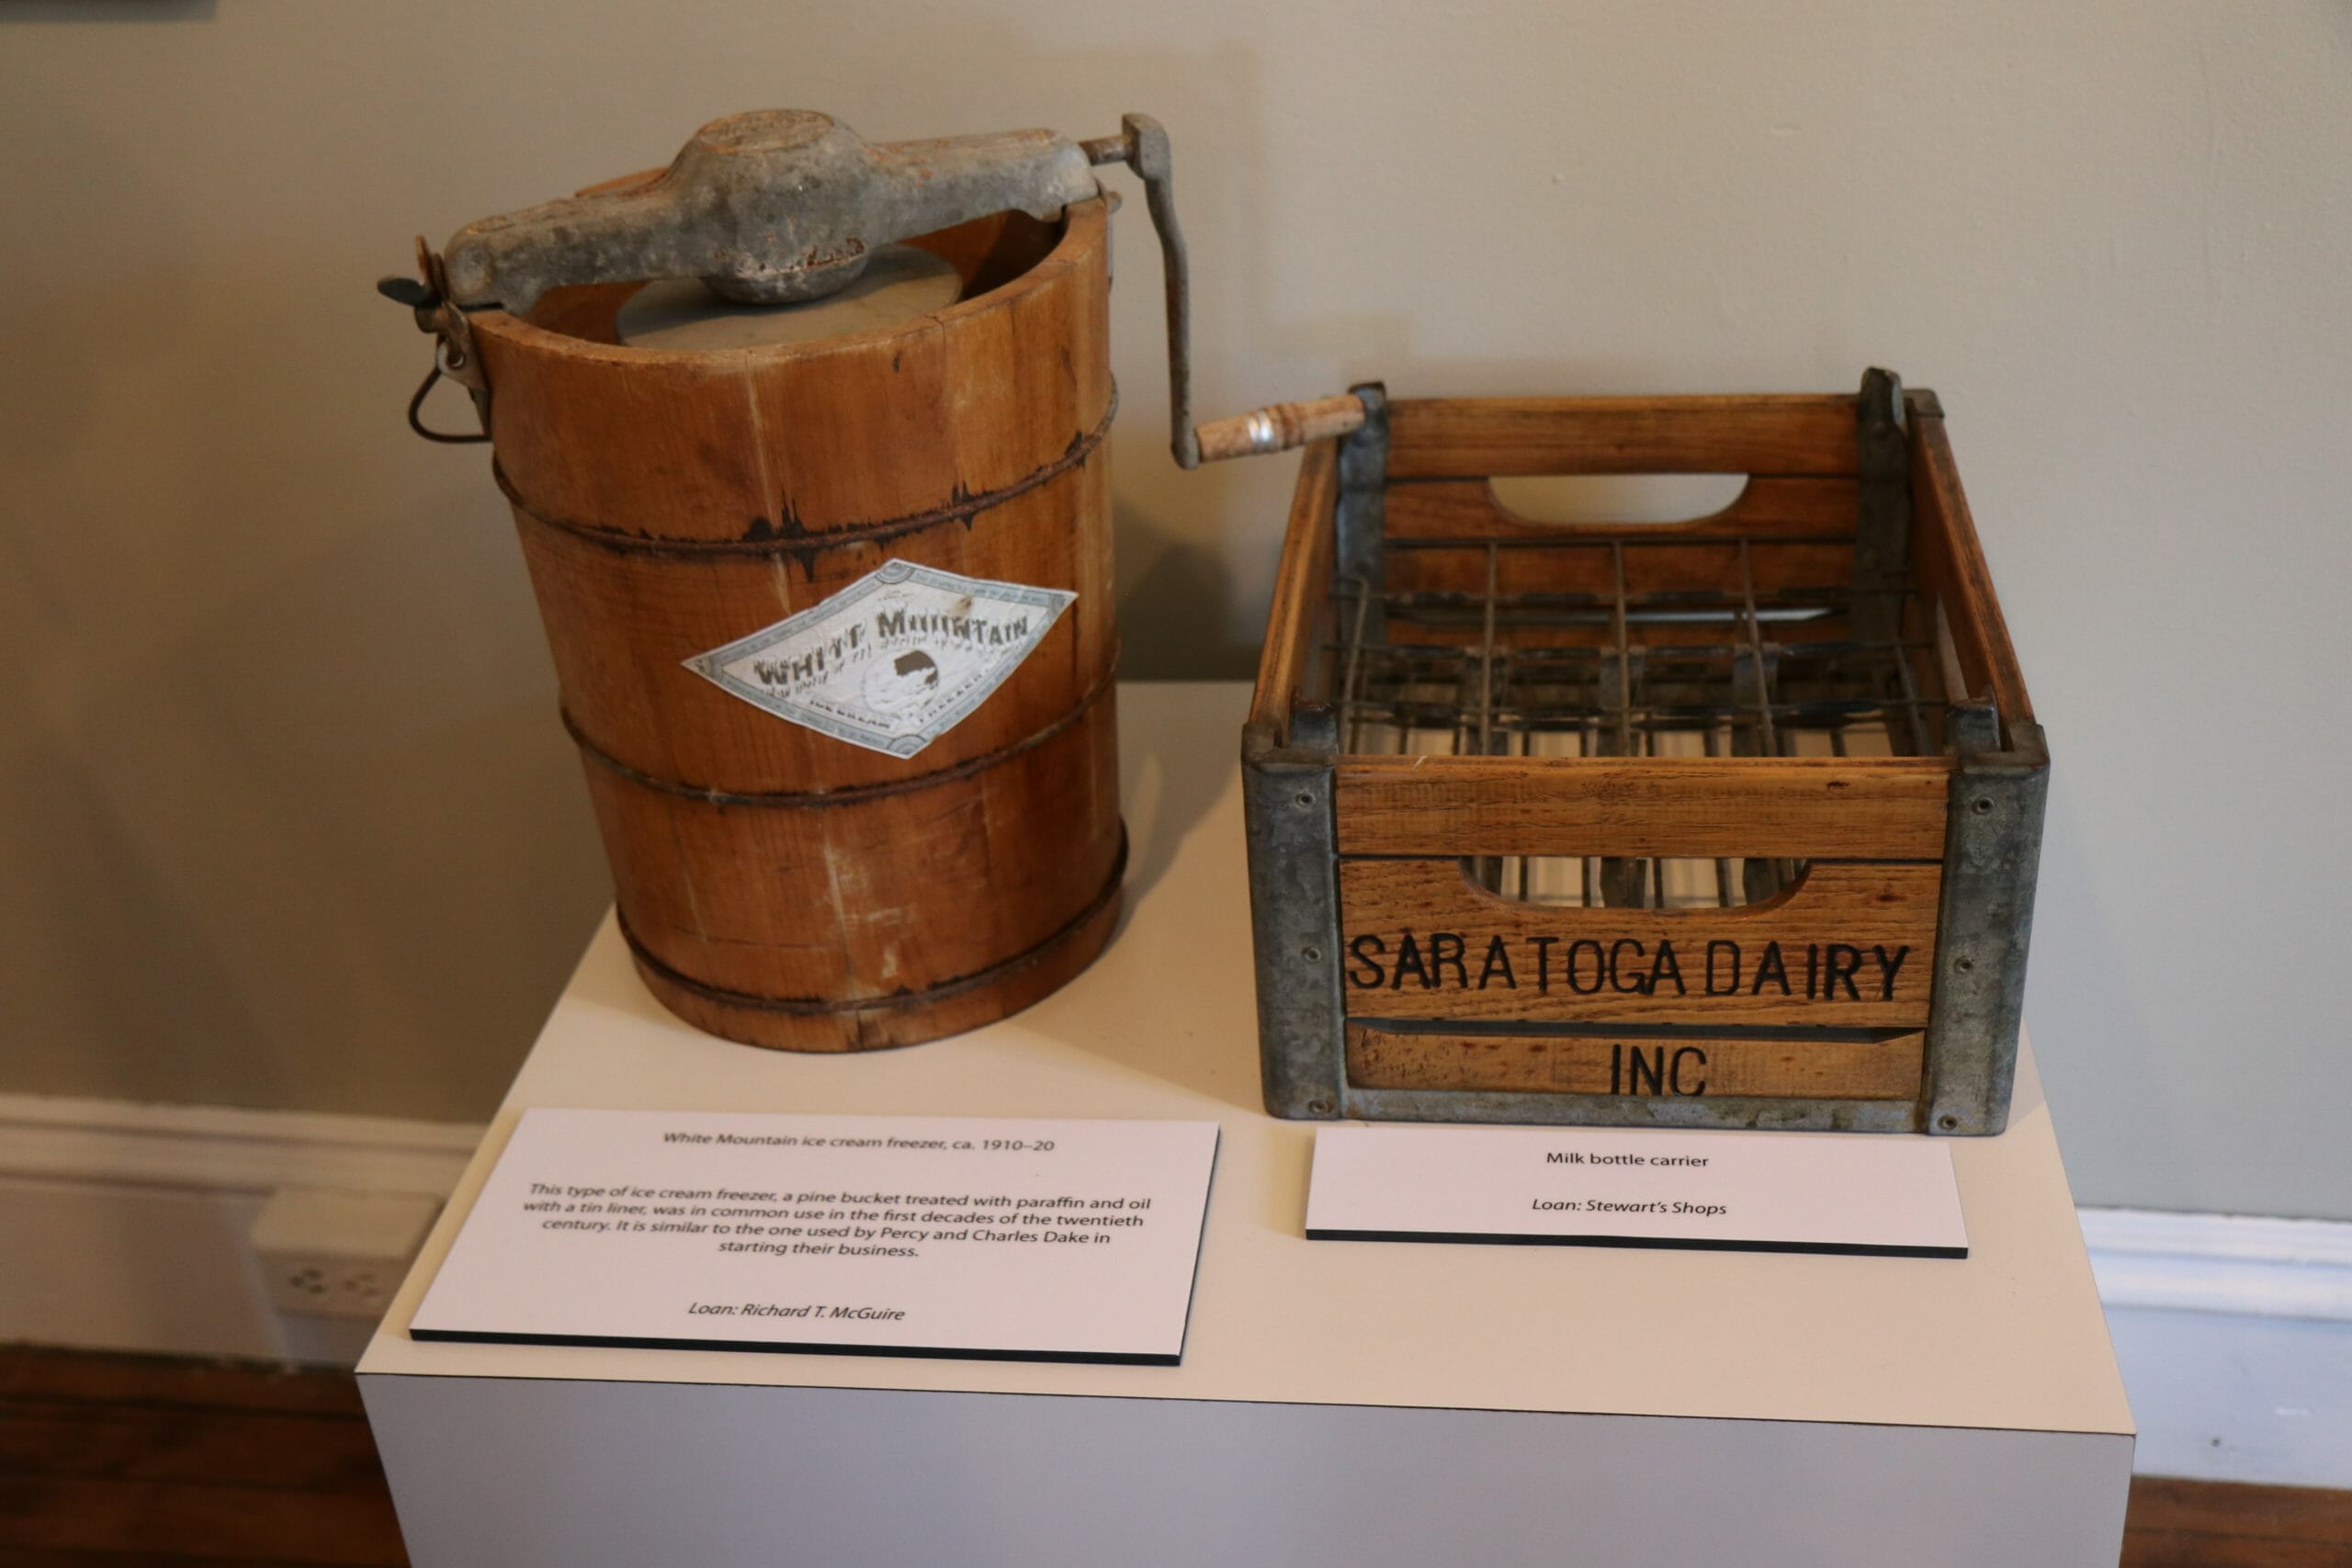 WHITE MOUNTAIN
ICE CREAM FREEZER
SARATOGA DAIRY
INC
White Mountain ice cream freezer, ca. 1910–20
This type of ice cream freezer, a pine bucket treated with paraffin and oil
with a tin liner, was in common use in the first decades of the twentieth
century. It is similar to the one used by Percy and Charles Dake in
starting their business.
Loan: Richard T. McGuire
Milk bottle carrier
Loan: Stewart's Shops